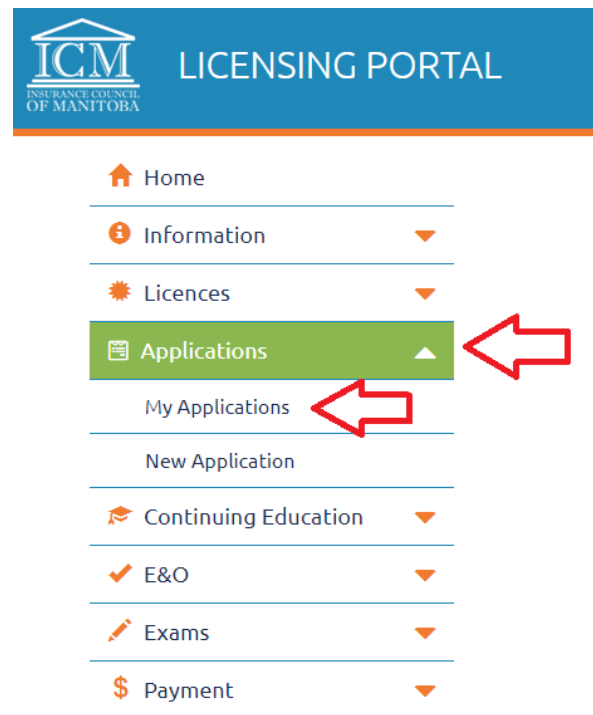 ICM
INSURANCE COUNCIL
OF MANITOBA
LICENSING PORTAL
Home
Information
Licences
Applications
My Applications
New Application
Continuing Education
E&O
Exams
$ Payment